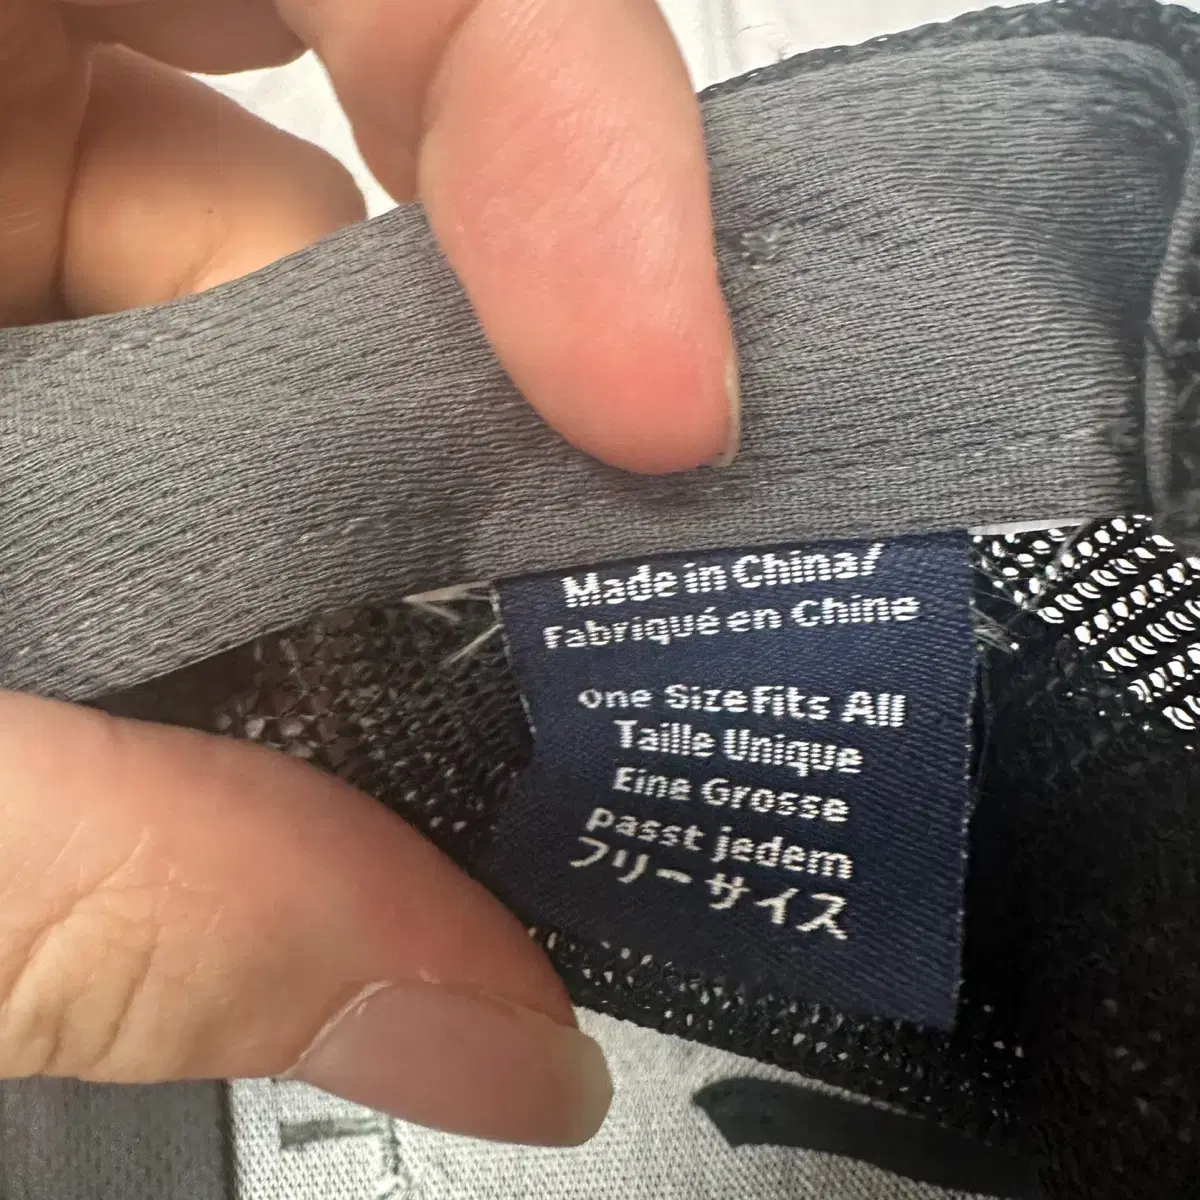 Made in China/
Fabriqué en Chine
One Size Fits All
Taille Unique
Eine Grosse
passt jedem
フリーサイズ